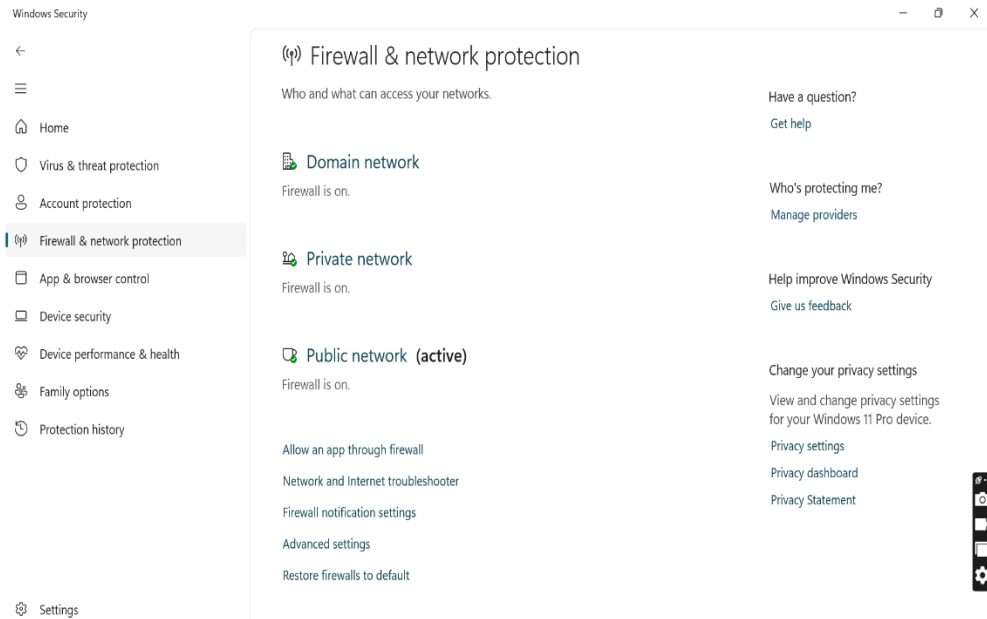 Windows Security
Home
Virus & threat protection
Account protection
Firewall & network protection
App & browser control
Device security
Device performance & health
Family options
Protection history
Settings
Firewall & network protection
Who and what can access your networks.
Domain network
Firewall is on.
Private network
Firewall is on.
Public network (active)
Firewall is on.
Allow an app through firewall
Network and Internet troubleshooter
Firewall notification settings
Advanced settings
Restore firewalls to default
Have a question?
Get help
Who's protecting me?
Manage providers
Help improve Windows Security
Give us feedback
Change your privacy settings
View and change privacy settings
for your Windows 11 Pro device.
Privacy settings
Privacy dashboard
Privacy Statement